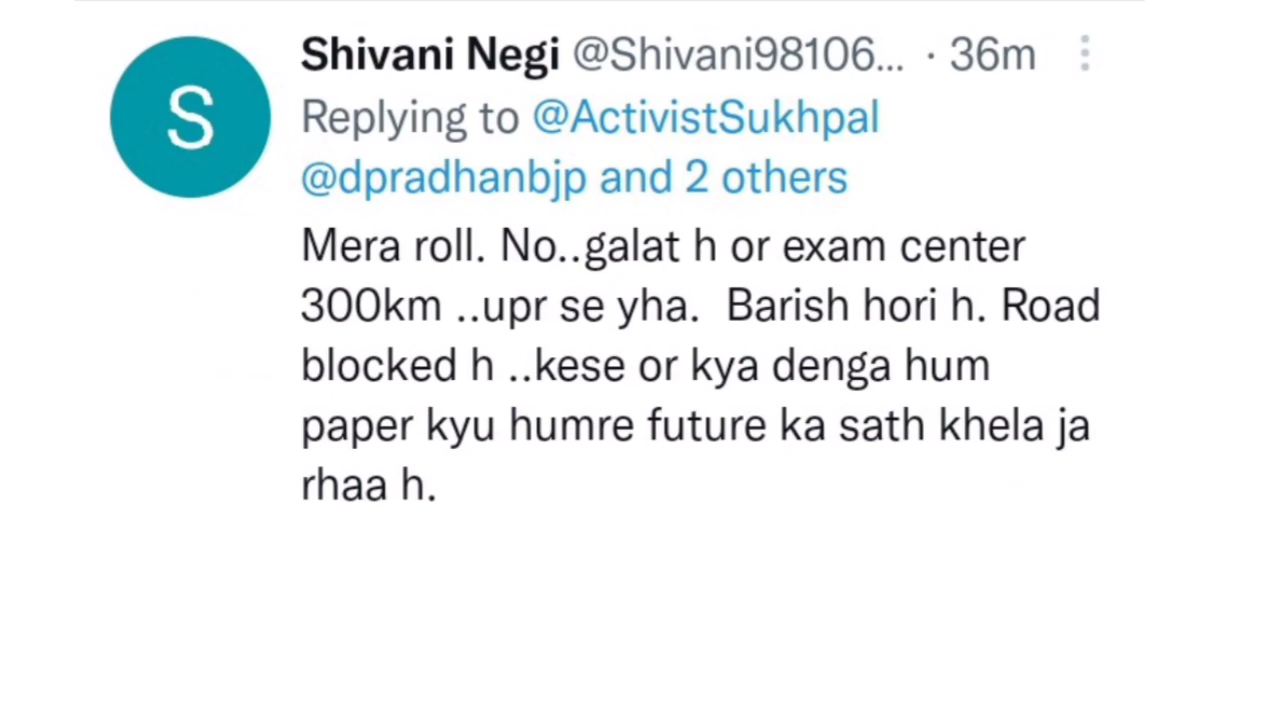 S
Shivani Negi @Shivani98106... · 36m
Replying to @ActivistSukhpal
@dpradhanbjp and 2 others
Mera roll. No..galat h or exam center
300km ..upr se yha.  Barish hori h. Road
blocked h ..kese or kya denga hum
paper kyu humre future ka sath khela ja
rhaa h.